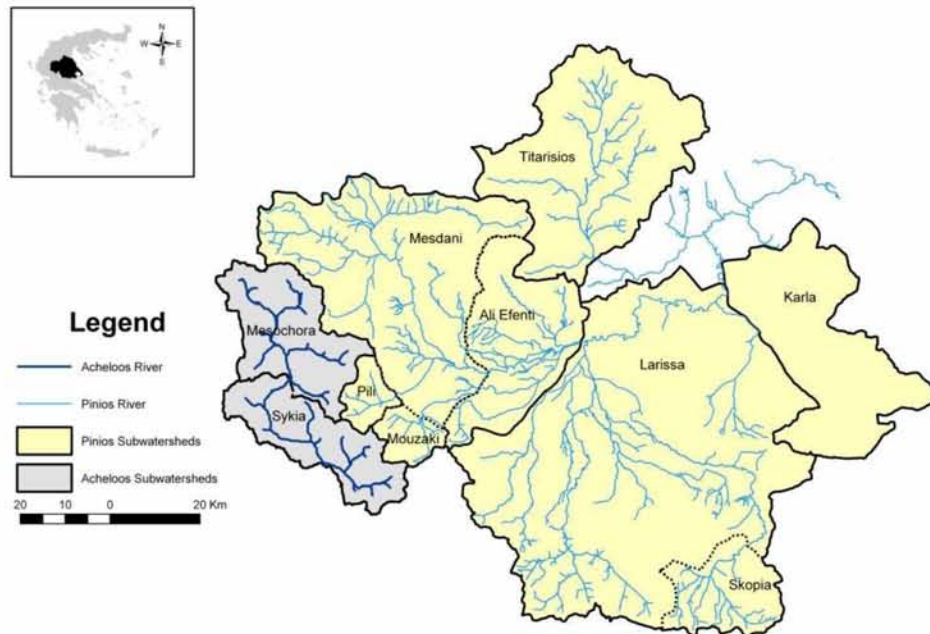 N
W E
S
Titarisios
Mesdani
Karla
Ali Efenti
Mesochora
Larissa
Pili
Sykia
Mouzaki
Skopia
Legend
Acheloos River
Pinios River
Pinios Subwatersheds
Acheloos Subwatersheds
20 10 0 20 Km